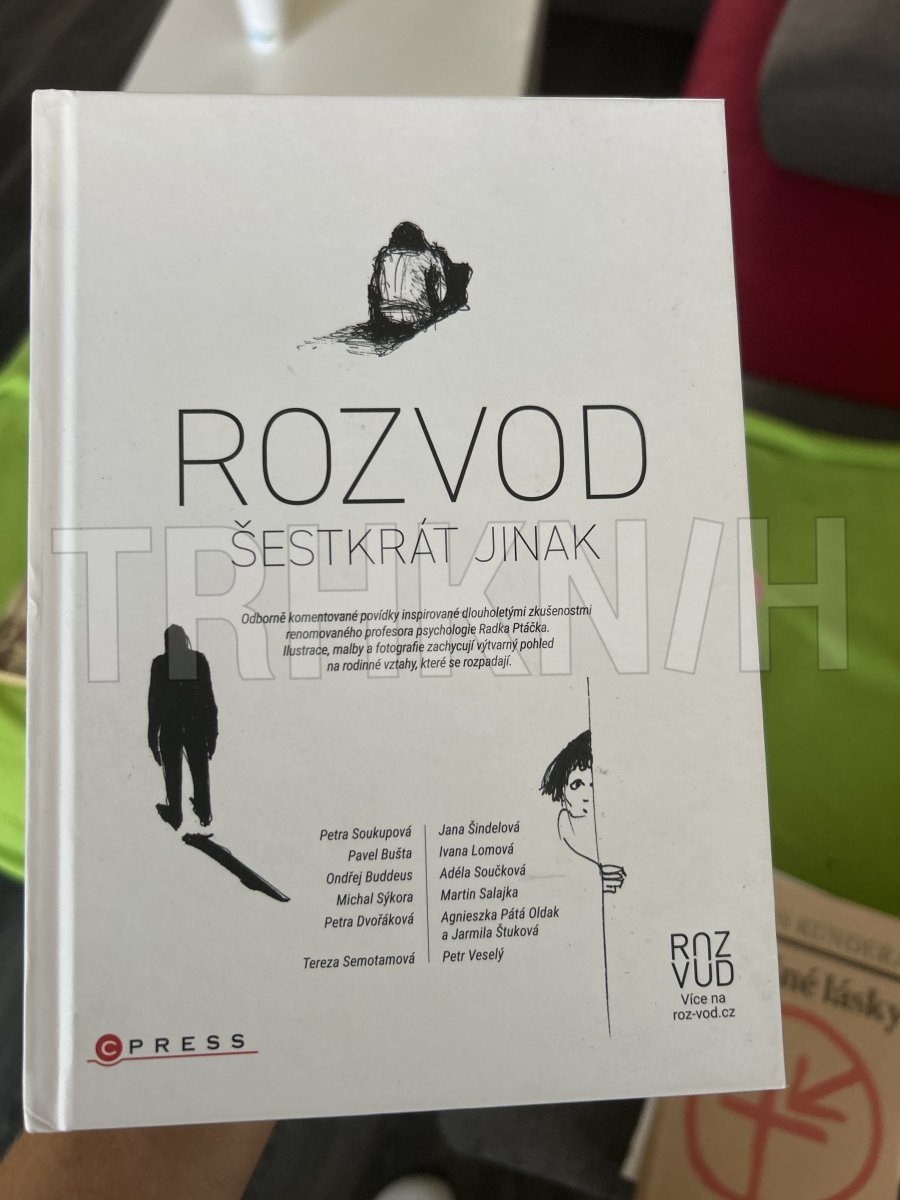 ROZVOD
ŠESTKRÁT JINAK
TRHKNIH
Odborně komentované povídky inspirované dlouholetými zkušenostmi
renomovaného profesora psychologie Radka Ptáčka.
Ilustrace, malby a fotografie zachycují výtvarný pohled
na rodinné vztahy, které se rozpadají.
Petra Soukupová
Pavel Bušta
Ondřej Buddeus
Michal Sýkora
Petra Dvořáková
Tereza Semotamová
Jana Šindelová
Ivana Lomová
Adéla Součková
Martin Salajka
Agnieszka Pátá Oldak
a Jarmila Štuková
Petr Veselý
ROZ
VUD
Více na
roz-vod.cz
CPRESS
KUNDERA
lásky